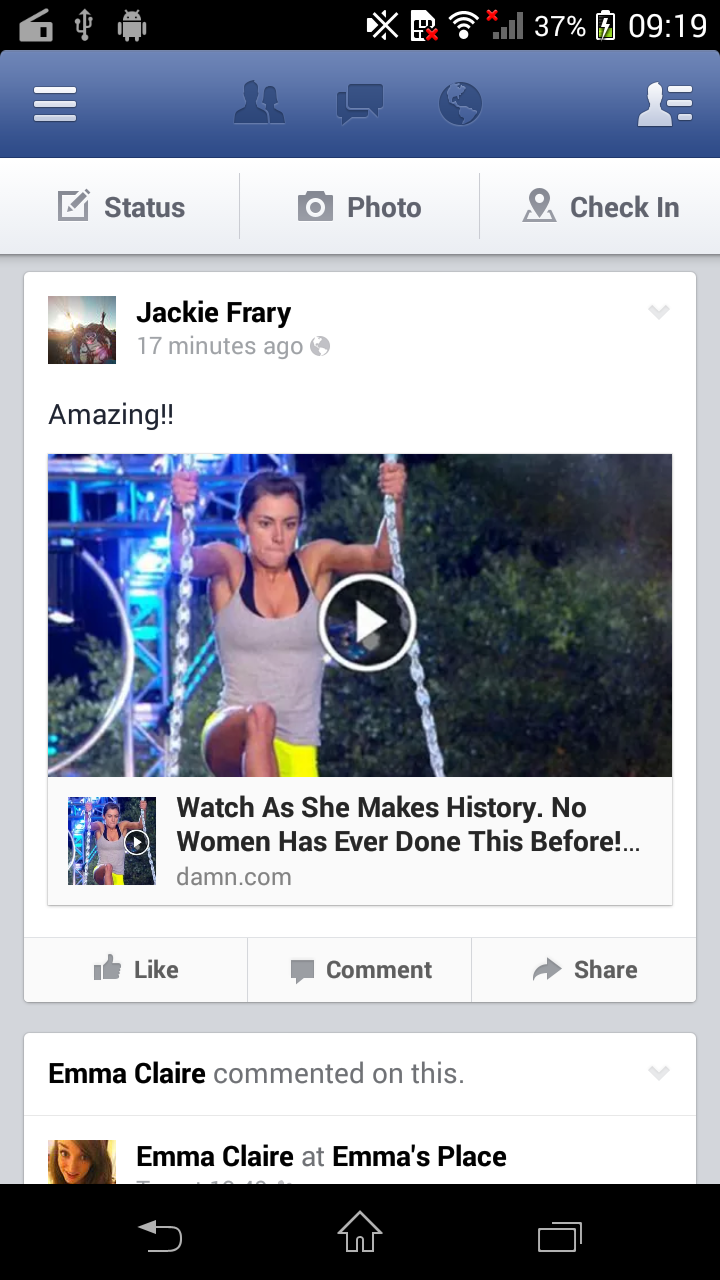 37% 09:19
Status Photo Check In
Jackie Frary
17 minutes ago
Amazing!!
Watch As She Makes History. No
Women Has Ever Done This Before!...
damn.com
Like Comment Share
Emma Claire commented on this.
Emma Claire at Emma's Place